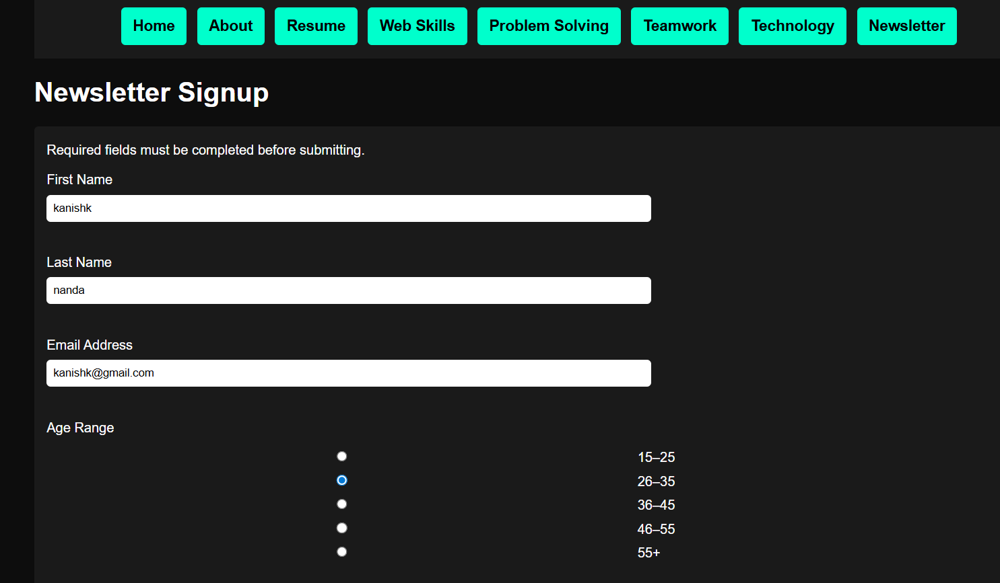 Home About Resume Web Skills Problem Solving Teamwork Technology Newsletter
Newsletter Signup
Required fields must be completed before submitting.
First Name
kanishk
Last Name
nanda
Email Address
kanishk@gmail.com
Age Range
15–25
26–35
36–45
46–55
55+